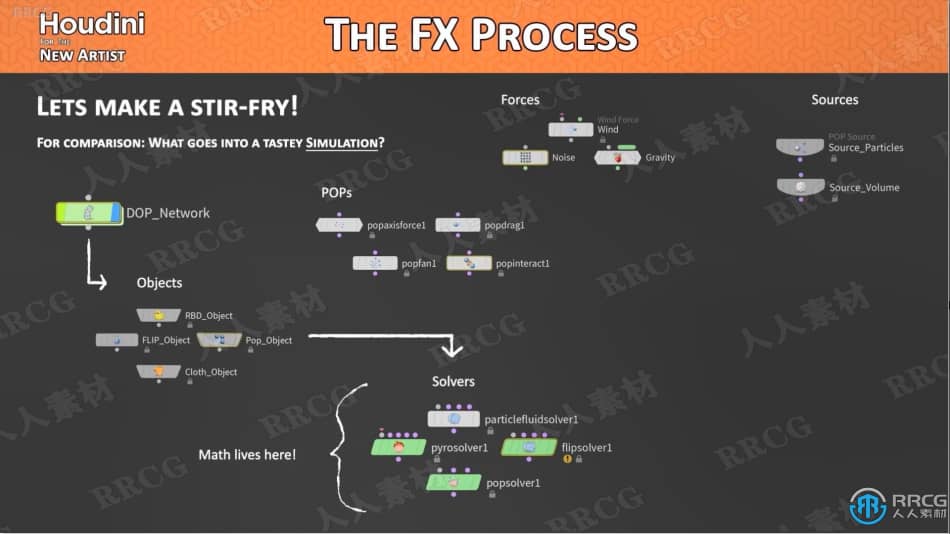 Houdini
FOR THE
NEW ARTIST
THE FX PROCESS
LETS MAKE A STIR-FRY!
FOR COMPARISON: WHAT GOES INTO A TASTEY SIMULATION?
Forces
Wind Force
Wind
Noise
Gravity
Sources
POP Source
Source_Particles
Source_Volume
DOP_Network
POPs
popaxisforce1
popdrag1
popfan1
popinteract1
Objects
RBD_Object
FLIP_Object
Pop_Object
Cloth_Object
Solvers
particlefluidsolver1
pyrosolver1
flipsolver1
popsolver1
Math lives here!
RRCG
人人素材